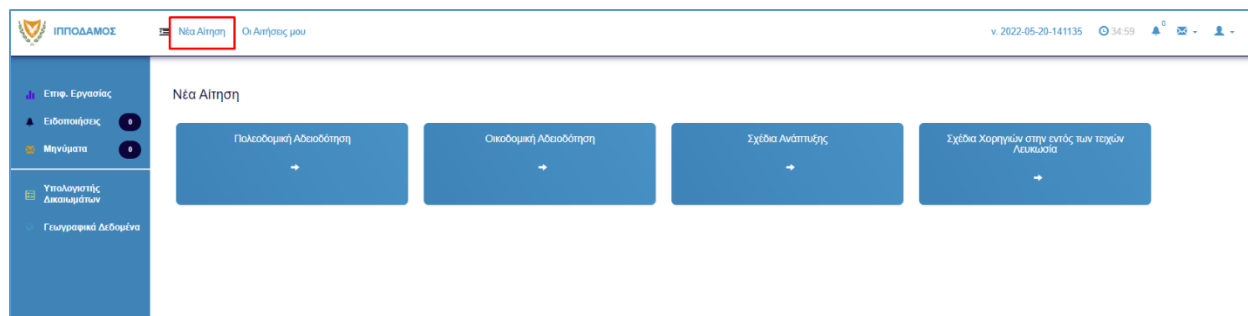 ΙΠΠΟΔΑΜΟΣ
Νέα Αίτηση Οι Αιτήσεις μου
v. 2022-05-20-141135 34:59 0
Επιφ. Εργασίας
Ειδοποιήσεις 0
Μηνύματα 0
Υπολογιστής
Δικαιωμάτων
Γεωγραφικά Δεδομένα
Νέα Αίτηση
Πολεοδομική Αδειοδότηση
Οικοδομική Αδειοδότηση
Σχέδια Ανάπτυξης
Σχέδια Χορηγιών στην εντός των τειχών
Λευκωσία